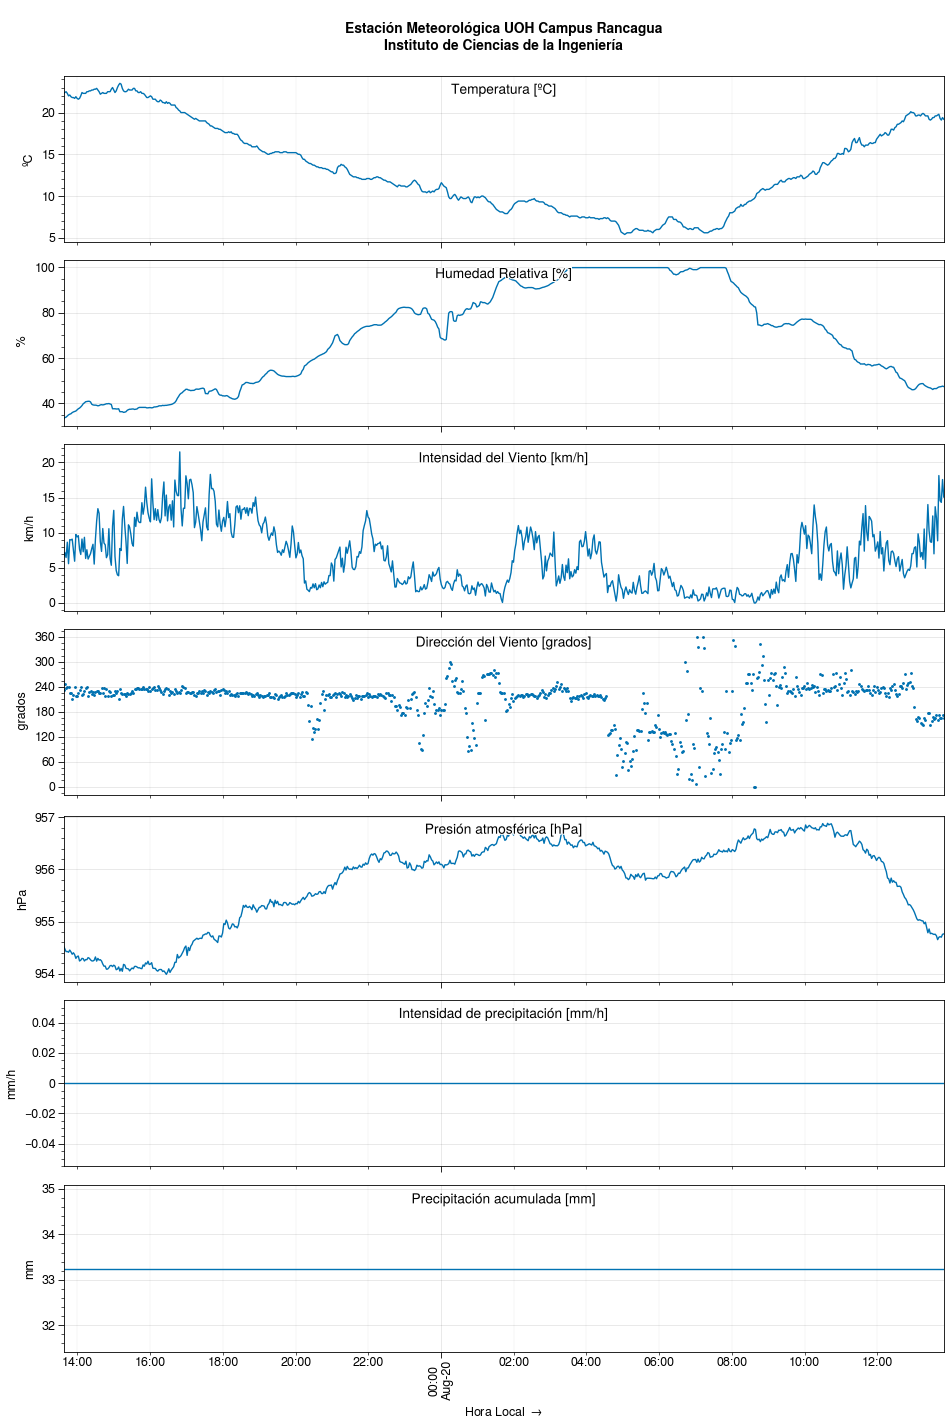 Estación Meteorológica UOH Campus Rancagua
Instituto de Ciencias de la Ingeniería
Temperatura [ºC]
20
15
10
5
ºC
Humedad Relativa [%]
100
80
60
40
%
Intensidad del Viento [km/h]
20
15
10
5
0
km/h
Dirección del Viento [grados]
360
300
240
180
120
60
0
grados
Presión atmosférica [hPa]
957
956
955
954
hPa
Intensidad de precipitación [mm/h]
0.04
0.02
0
−0.02
−0.04
mm/h
Precipitación acumulada [mm]
35
34
33
32
mm
14:00 16:00 18:00 20:00 22:00 00:00 02:00 04:00 06:00 08:00 10:00 12:00
Aug-20
Hora Local →